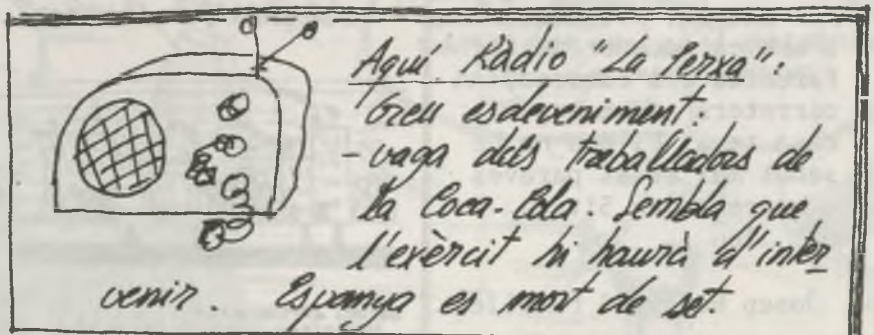 Aquí Ràdio "La Perxa":
Greu esdeveniment:
- vaga dels treballadors de
la Coca-Cola. Sembla que
l'exèrcit hi haurà d'inter
venir. Espanya es mort de set.